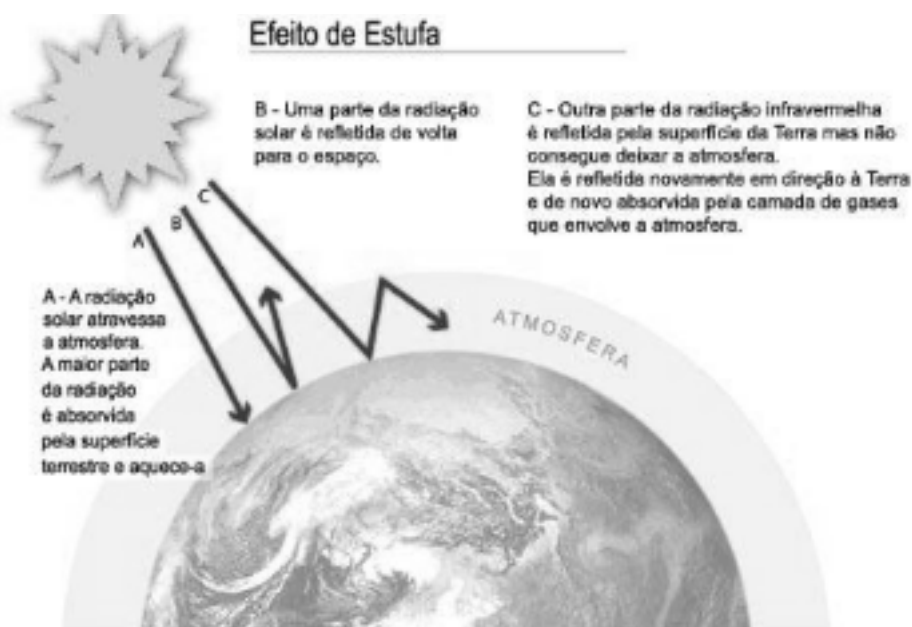 Efeito de Estufa
B - Uma parte da radiação
solar é refletida de volta
para o espaço.
C - Outra parte da radiação infravermelha
é refletida pela superfície da Terra mas não
consegue deixar a atmosfera.
Ela é refletida novamente em direção à Terra
e de novo absorvida pela camada de gases
que envolve a atmosfera.
C
B
A
A - A radiação
solar atravessa
a atmosfera.
A maior parte
da radiação
é absorvida
pela superfície
terrestre e aquece-a
ATMOSFERA